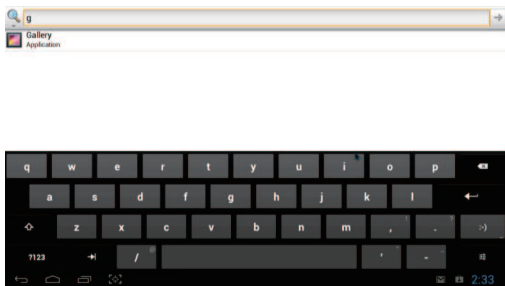 g
Gallery
Application
q w e r t y u i o p
a s d f g h j k l
z x c v b n m , .  :-)
?123 / @ ' -
2:33